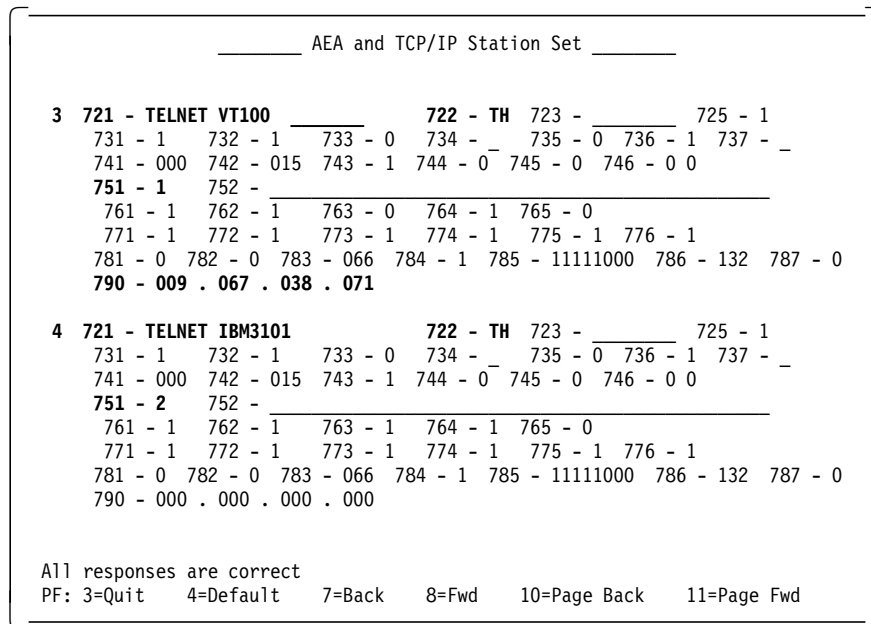 ________ AEA and TCP/IP Station Set ________
3 721 - TELNET VT100 _______ 722 - TH 723 - ________ 725 - 1
731 - 1 732 - 1 733 - 0 734 - _ 735 - 0 736 - 1 737 - _
741 - 000 742 - 015 743 - 1 744 - 0 745 - 0 746 - 0 0
751 - 1 752 - ________________________________________________
761 - 1 762 - 1 763 - 0 764 - 1 765 - 0
771 - 1 772 - 1 773 - 1 774 - 1 775 - 1 776 - 1
781 - 0 782 - 0 783 - 066 784 - 1 785 - 11111000 786 - 132 787 - 0
790 - 009 . 067 . 038 . 071
4 721 - TELNET IBM3101 722 - TH 723 - ________ 725 - 1
731 - 1 732 - 1 733 - 0 734 - _ 735 - 0 736 - 1 737 - _
741 - 000 742 - 015 743 - 1 744 - 0 745 - 0 746 - 0 0
751 - 2 752 - ________________________________________________
761 - 1 762 - 1 763 - 1 764 - 1 765 - 0
771 - 1 772 - 1 773 - 1 774 - 1 775 - 1 776 - 1
781 - 0 782 - 0 783 - 066 784 - 1 785 - 11111000 786 - 132 787 - 0
790 - 000 . 000 . 000 . 000
All responses are correct
PF: 3=Quit 4=Default 7=Back 8=Fwd 10=Page Back 11=Page Fwd